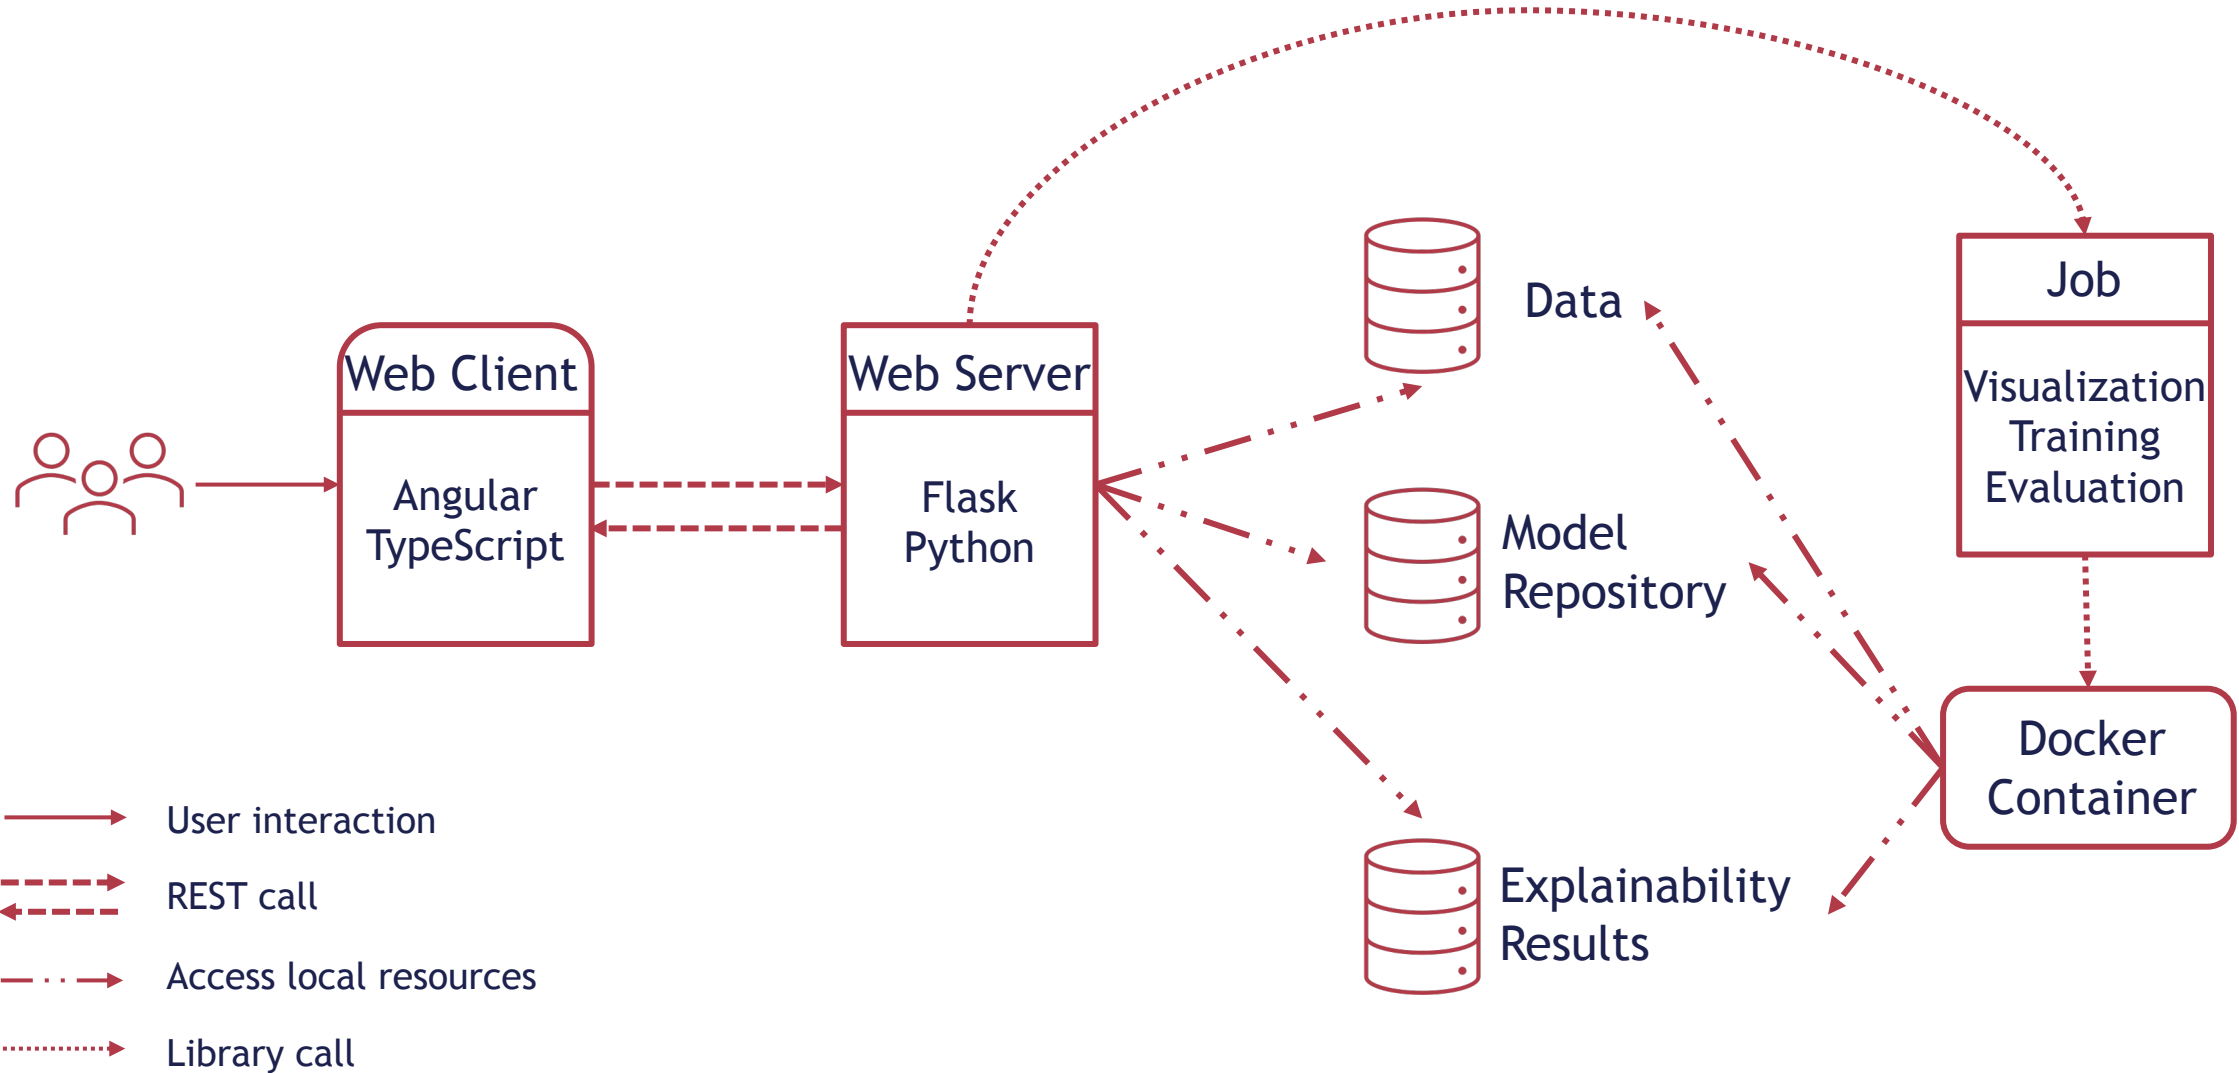 Web Client
Angular
TypeScript
Web Server
Flask
Python
Data
Model
Repository
Explainability
Results
Job
Visualization
Training
Evaluation
Docker
Container
User interaction
REST call
Access local resources
Library call